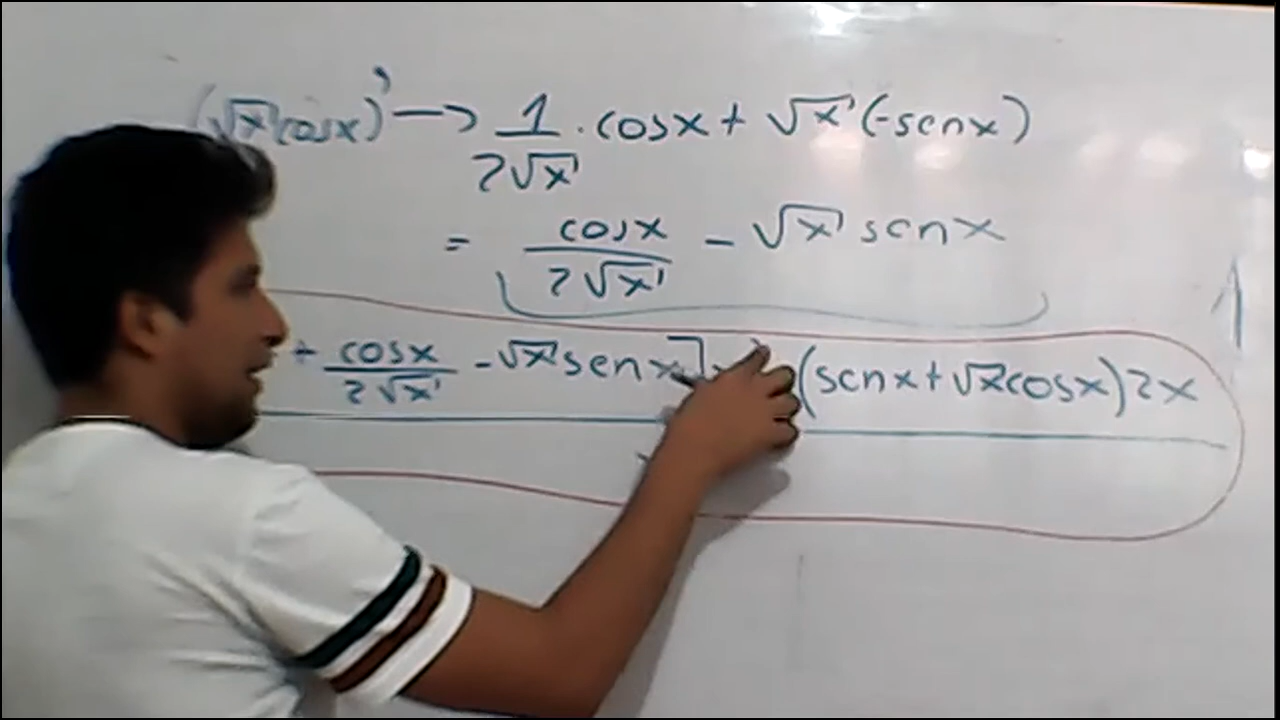 (√x cosx)' → 1/2√x · cosx + √x (-senx)
= cosx/2√x - √x senx
+ cosx/2√x - √x senx] (senx + √x cosx) 2x